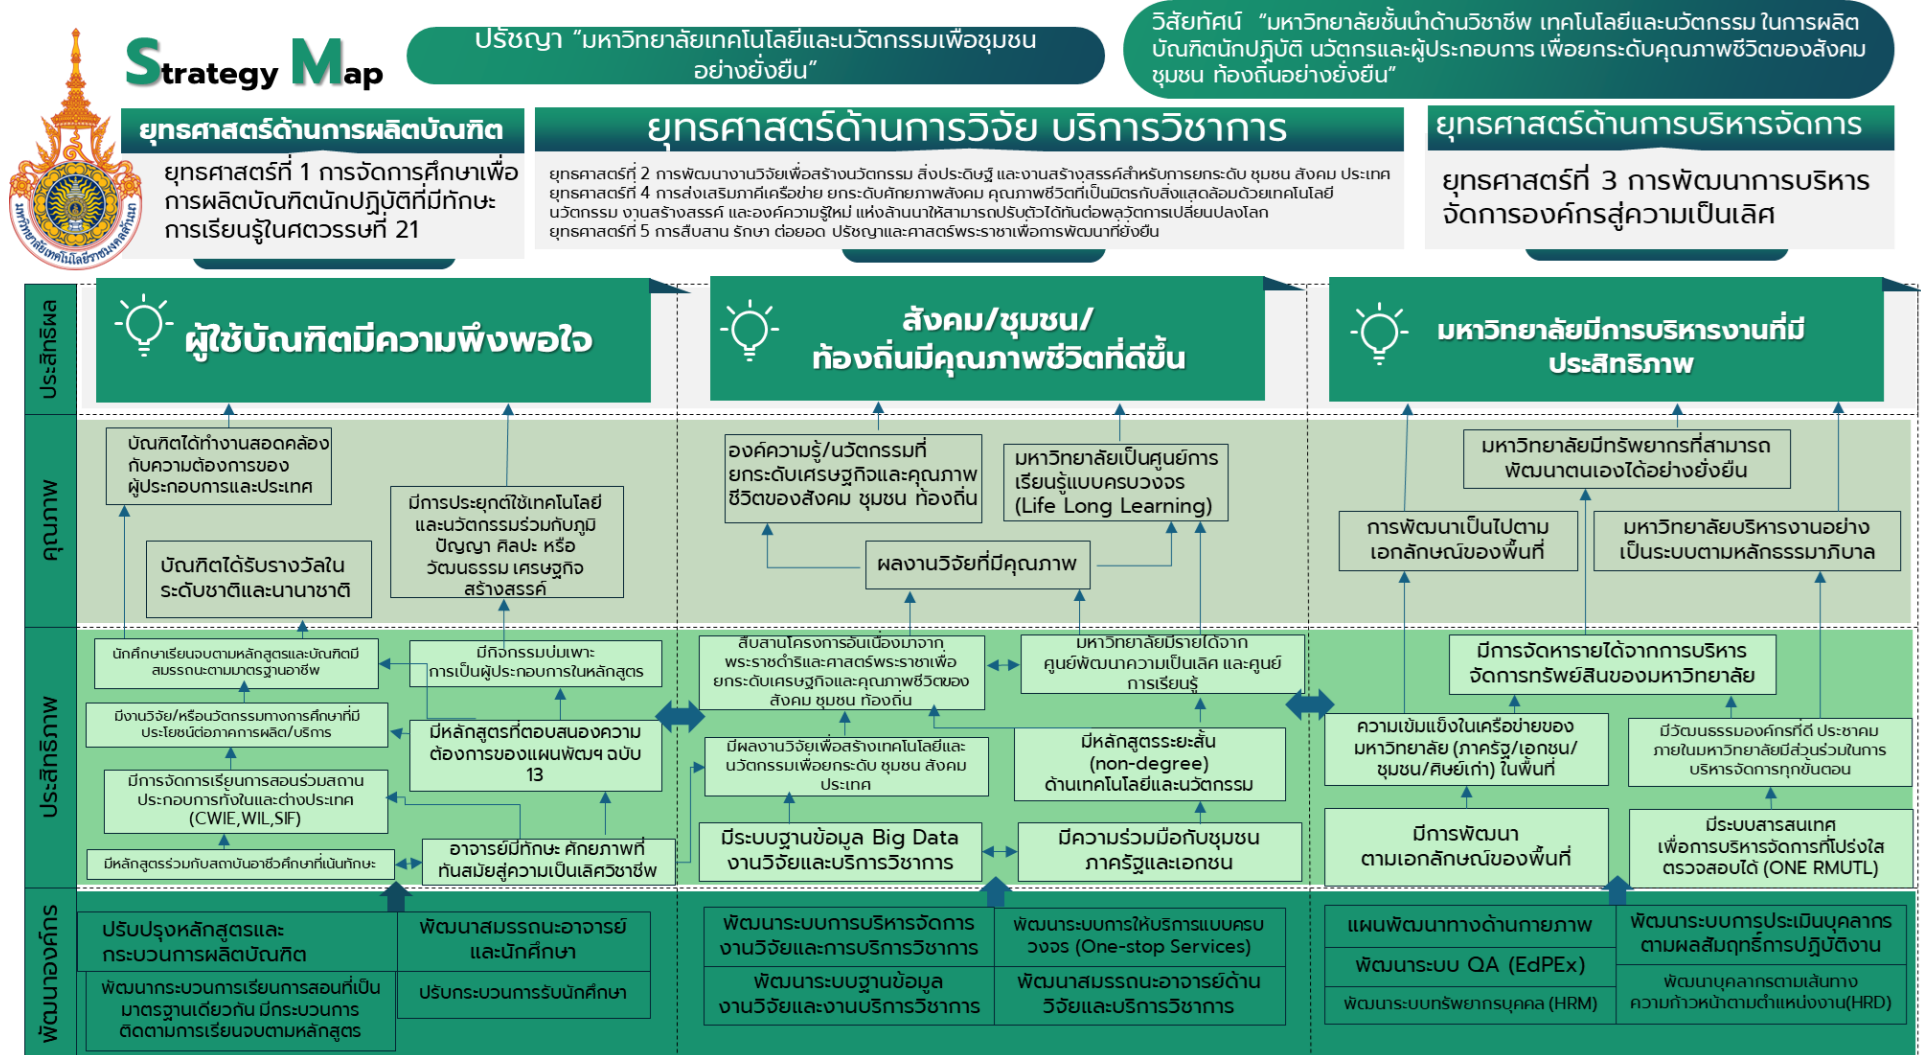 Strategy Map
ปรัชญา “มหาวิทยาลัยเทคโนโลยีและนวัตกรรมเพื่อชุมชน
อย่างยั่งยืน”
วิสัยทัศน์ “มหาวิทยาลัยชั้นนำด้านวิชาชีพ เทคโนโลยีและนวัตกรรม ในการผลิต
บัณฑิตนักปฏิบัติ นวัตกรและผู้ประกอบการ เพื่อยกระดับคุณภาพชีวิตของสังคม
ชุมชน ท้องถิ่นอย่างยั่งยืน”
มหาวิทยาลัยเทคโนโลยีราชมงคลล้านนา
ยุทธศาสตร์ด้านการผลิตบัณฑิต
ยุทธศาสตร์ที่ 1 การจัดการศึกษาเพื่อ
การผลิตบัณฑิตนักปฏิบัติที่มีทักษะ
การเรียนรู้ในศตวรรษที่ 21
ยุทธศาสตร์ด้านการวิจัย บริการวิชาการ
ยุทธศาสตร์ที่ 2 การพัฒนางานวิจัยเพื่อสร้างนวัตกรรม สิ่งประดิษฐ์ และงานสร้างสรรค์สำหรับการยกระดับ ชุมชน สังคม ประเทศ
ยุทธศาสตร์ที่ 4 การส่งเสริมภาคีเครือข่าย ยกระดับศักยภาพสังคม คุณภาพชีวิตที่เป็นมิตรกับสิ่งแสดล้อมด้วยเทคโนโลยี
นวัตกรรม งานสร้างสรรค์ และองค์ความรู้ใหม่ แห่งล้านนาให้สามารถปรับตัวได้ทันต่อพลวัตการเปลี่ยนปลงโลก
ยุทธศาสตร์ที่ 5 การสืบสาน รักษา ต่อยอด ปรัชญาและศาสตร์พระราชาเพื่อการพัฒนาที่ยั่งยืน
ยุทธศาสตร์ด้านการบริหารจัดการ
ยุทธศาสตร์ที่ 3 การพัฒนาการบริหาร
จัดการองค์กรสู่ความเป็นเลิศ
ประสิทธิผล
ผู้ใช้บัณฑิตมีความพึงพอใจ
สังคม/ชุมชน/
ท้องถิ่นมีคุณภาพชีวิตที่ดีขึ้น
มหาวิทยาลัยมีการบริหารงานที่มี
ประสิทธิภาพ
คุณภาพ
บัณฑิตได้ทำงานสอดคล้อง
กับความต้องการของ
ผู้ประกอบการและประเทศ
มีการประยุกต์ใช้เทคโนโลยี
และนวัตกรรมร่วมกับภูมิ
ปัญญา ศิลปะ หรือ
วัฒนธรรม เศรษฐกิจ
สร้างสรรค์
บัณฑิตได้รับรางวัลใน
ระดับชาติและนานาชาติ
องค์ความรู้/นวัตกรรมที่
ยกระดับเศรษฐกิจและคุณภาพ
ชีวิตของสังคม ชุมชน ท้องถิ่น
มหาวิทยาลัยเป็นศูนย์การ
เรียนรู้แบบครบวงจร
(Life Long Learning)
ผลงานวิจัยที่มีคุณภาพ
มหาวิทยาลัยมีทรัพยากรที่สามารถ
พัฒนาตนเองได้อย่างยั่งยืน
การพัฒนาเป็นไปตาม
เอกลักษณ์ของพื้นที่
มหาวิทยาลัยบริหารงานอย่าง
เป็นระบบตามหลักธรรมาภิบาล
ประสิทธิภาพ
นักศึกษาเรียนจบตามหลักสูตรและบัณฑิตมี
สมรรถนะตามมาตรฐานอาชีพ
มีกิจกรรมบ่มเพาะ
การเป็นผู้ประกอบการในหลักสูตร
มีงานวิจัย/หรือนวัตกรรมทางการศึกษาที่มี
ประโยชน์ต่อภาคการผลิต/บริการ
มีหลักสูตรที่ตอบสนองความ
ต้องการของแผนพัฒฯ ฉบับ
13
มีการจัดการเรียนการสอนร่วมสถาน
ประกอบการทั้งในและต่างประเทศ
(CWIE,WIL,SIF)
มีหลักสูตรร่วมกับสถาบันอาชีวศึกษาที่เน้นทักษะ
อาจารย์มีทักษะ ศักยภาพที่
ทันสมัยสู่ความเป็นเลิศวิชาชีพ
สืบสานโครงการอันเนื่องมาจาก
พระราชดำริและศาสตร์พระราชาเพื่อ
ยกระดับเศรษฐกิจและคุณภาพชีวิตของ
สังคม ชุมชน ท้องถิ่น
มหาวิทยาลัยมีรายได้จาก
ศูนย์พัฒนาความเป็นเลิศ และศูนย์
การเรียนรู้
มีผลงานวิจัยเพื่อสร้างเทคโนโลยีและ
นวัตกรรมเพื่อยกระดับ ชุมชน สังคม
ประเทศ
มีหลักสูตรระยะสั้น
(non-degree)
ด้านเทคโนโลยีและนวัตกรรม
มีระบบฐานข้อมูล Big Data
งานวิจัยและบริการวิชาการ
มีความร่วมมือกับชุมชน
ภาครัฐและเอกชน
มีการจัดหารายได้จากการบริหาร
จัดการทรัพย์สินของมหาวิทยาลัย
ความเข้มแข็งในเครือข่ายของ
มหาวิทยาลัย (ภาครัฐ/เอกชน/
ชุมชน/ศิษย์เก่า) ในพื้นที่
มีวัฒนธรรมองค์กรที่ดี ประชาคม
ภายในมหาวิทยาลัยมีส่วนร่วมในการ
บริหารจัดการทุกขั้นตอน
มีการพัฒนา
ตามเอกลักษณ์ของพื้นที่
มีระบบสารสนเทศ
เพื่อการบริหารจัดการที่โปร่งใส
ตรวจสอบได้ (ONE RMUTL)
พัฒนาองค์กร
ปรับปรุงหลักสูตรและ
กระบวนการผลิตบัณฑิต
พัฒนาสมรรถนะอาจารย์
และนักศึกษา
พัฒนากระบวนการเรียนการสอนที่เป็น
มาตรฐานเดียวกัน มีกระบวนการ
ติดตามการเรียนจบตามหลักสูตร
ปรับกระบวนการรับนักศึกษา
พัฒนาระบบการบริหารจัดการ
งานวิจัยและการบริการวิชาการ
พัฒนาระบบการให้บริการแบบครบ
วงจร (One-stop Services)
พัฒนาระบบฐานข้อมูล
งานวิจัยและงานบริการวิชาการ
พัฒนาสมรรถนะอาจารย์ด้าน
วิจัยและบริการวิชาการ
แผนพัฒนาทางด้านกายภาพ
พัฒนาระบบ QA (EdPEx)
พัฒนาระบบทรัพยากรบุคคล (HRM)
พัฒนาระบบการประเมินบุคลากร
ตามผลสัมฤทธิ์การปฏิบัติงาน
พัฒนาบุคลากรตามเส้นทาง
ความก้าวหน้าตามตำแหน่งงาน(HRD)